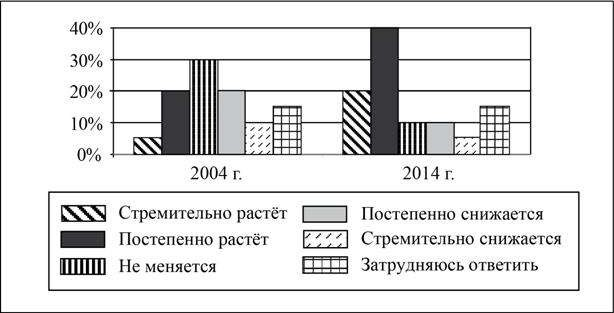 40%
30%
20%
10%
0%
2004 г. 2014 г.
Стремительно растёт Постепенно снижается
Постепенно растёт Стремительно снижается
Не меняется Затрудняюсь ответить